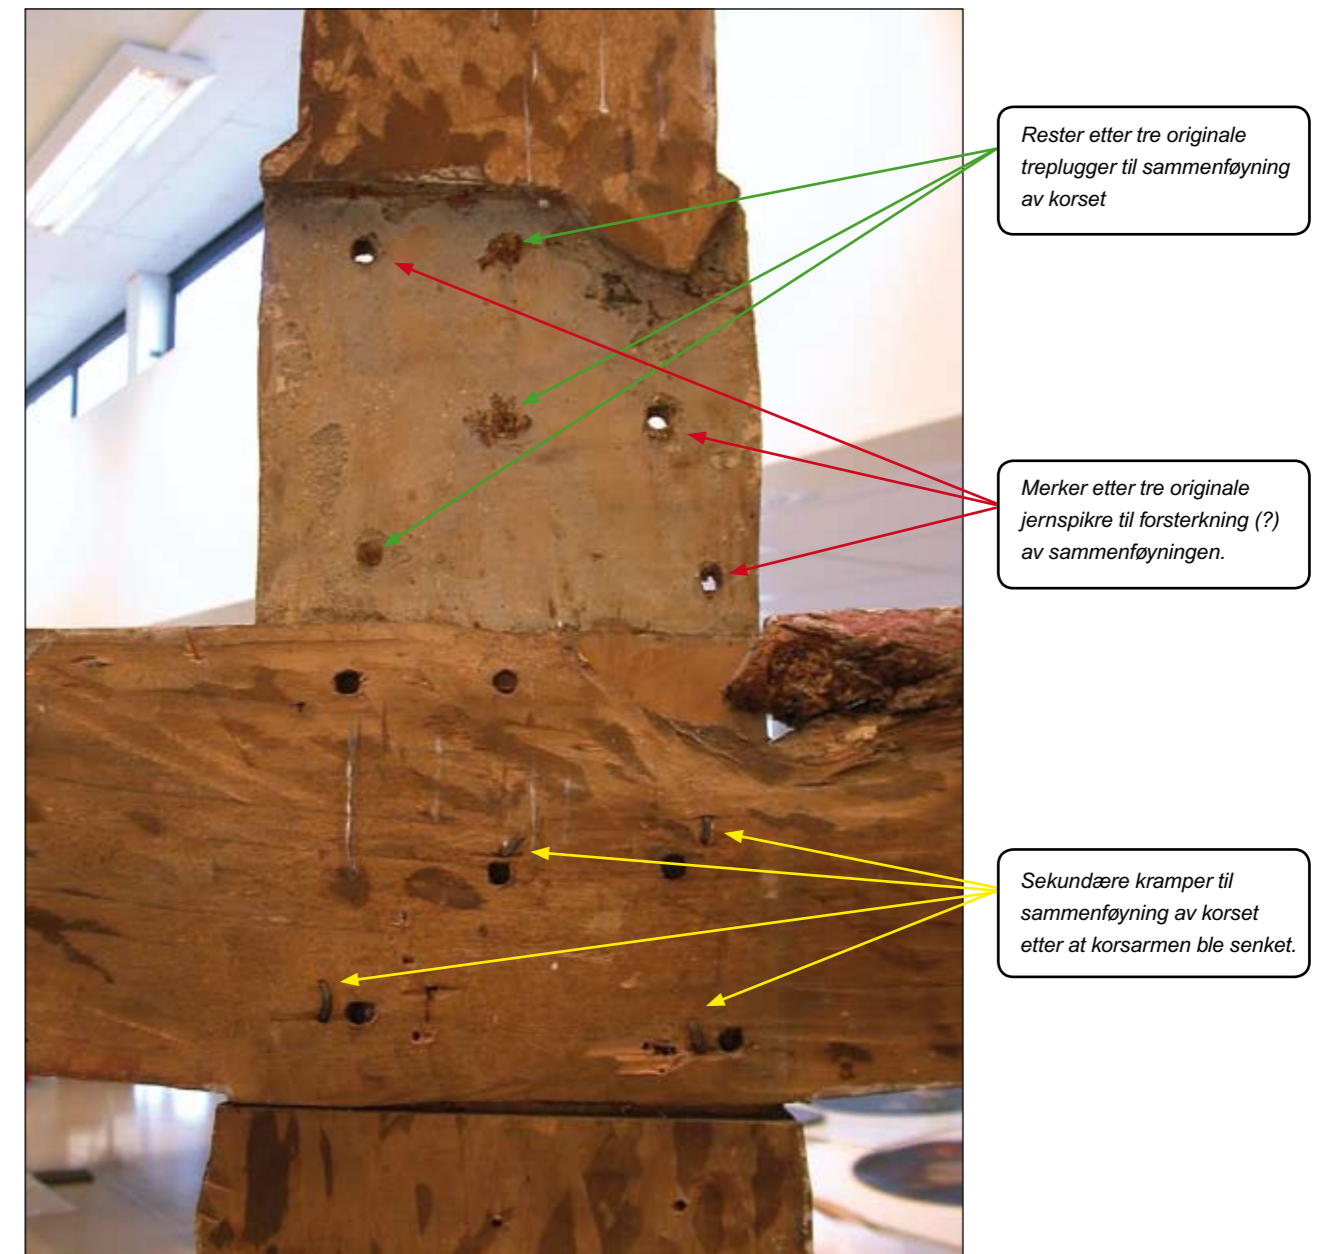 Rester etter tre originale
treplugger til sammenføyning
av korset
Merker etter tre originale
jernspikre til forsterkning (?)
av sammenføyningen.
Sekundære kramper til
sammenføyning av korset
etter at korsarmen ble senket.